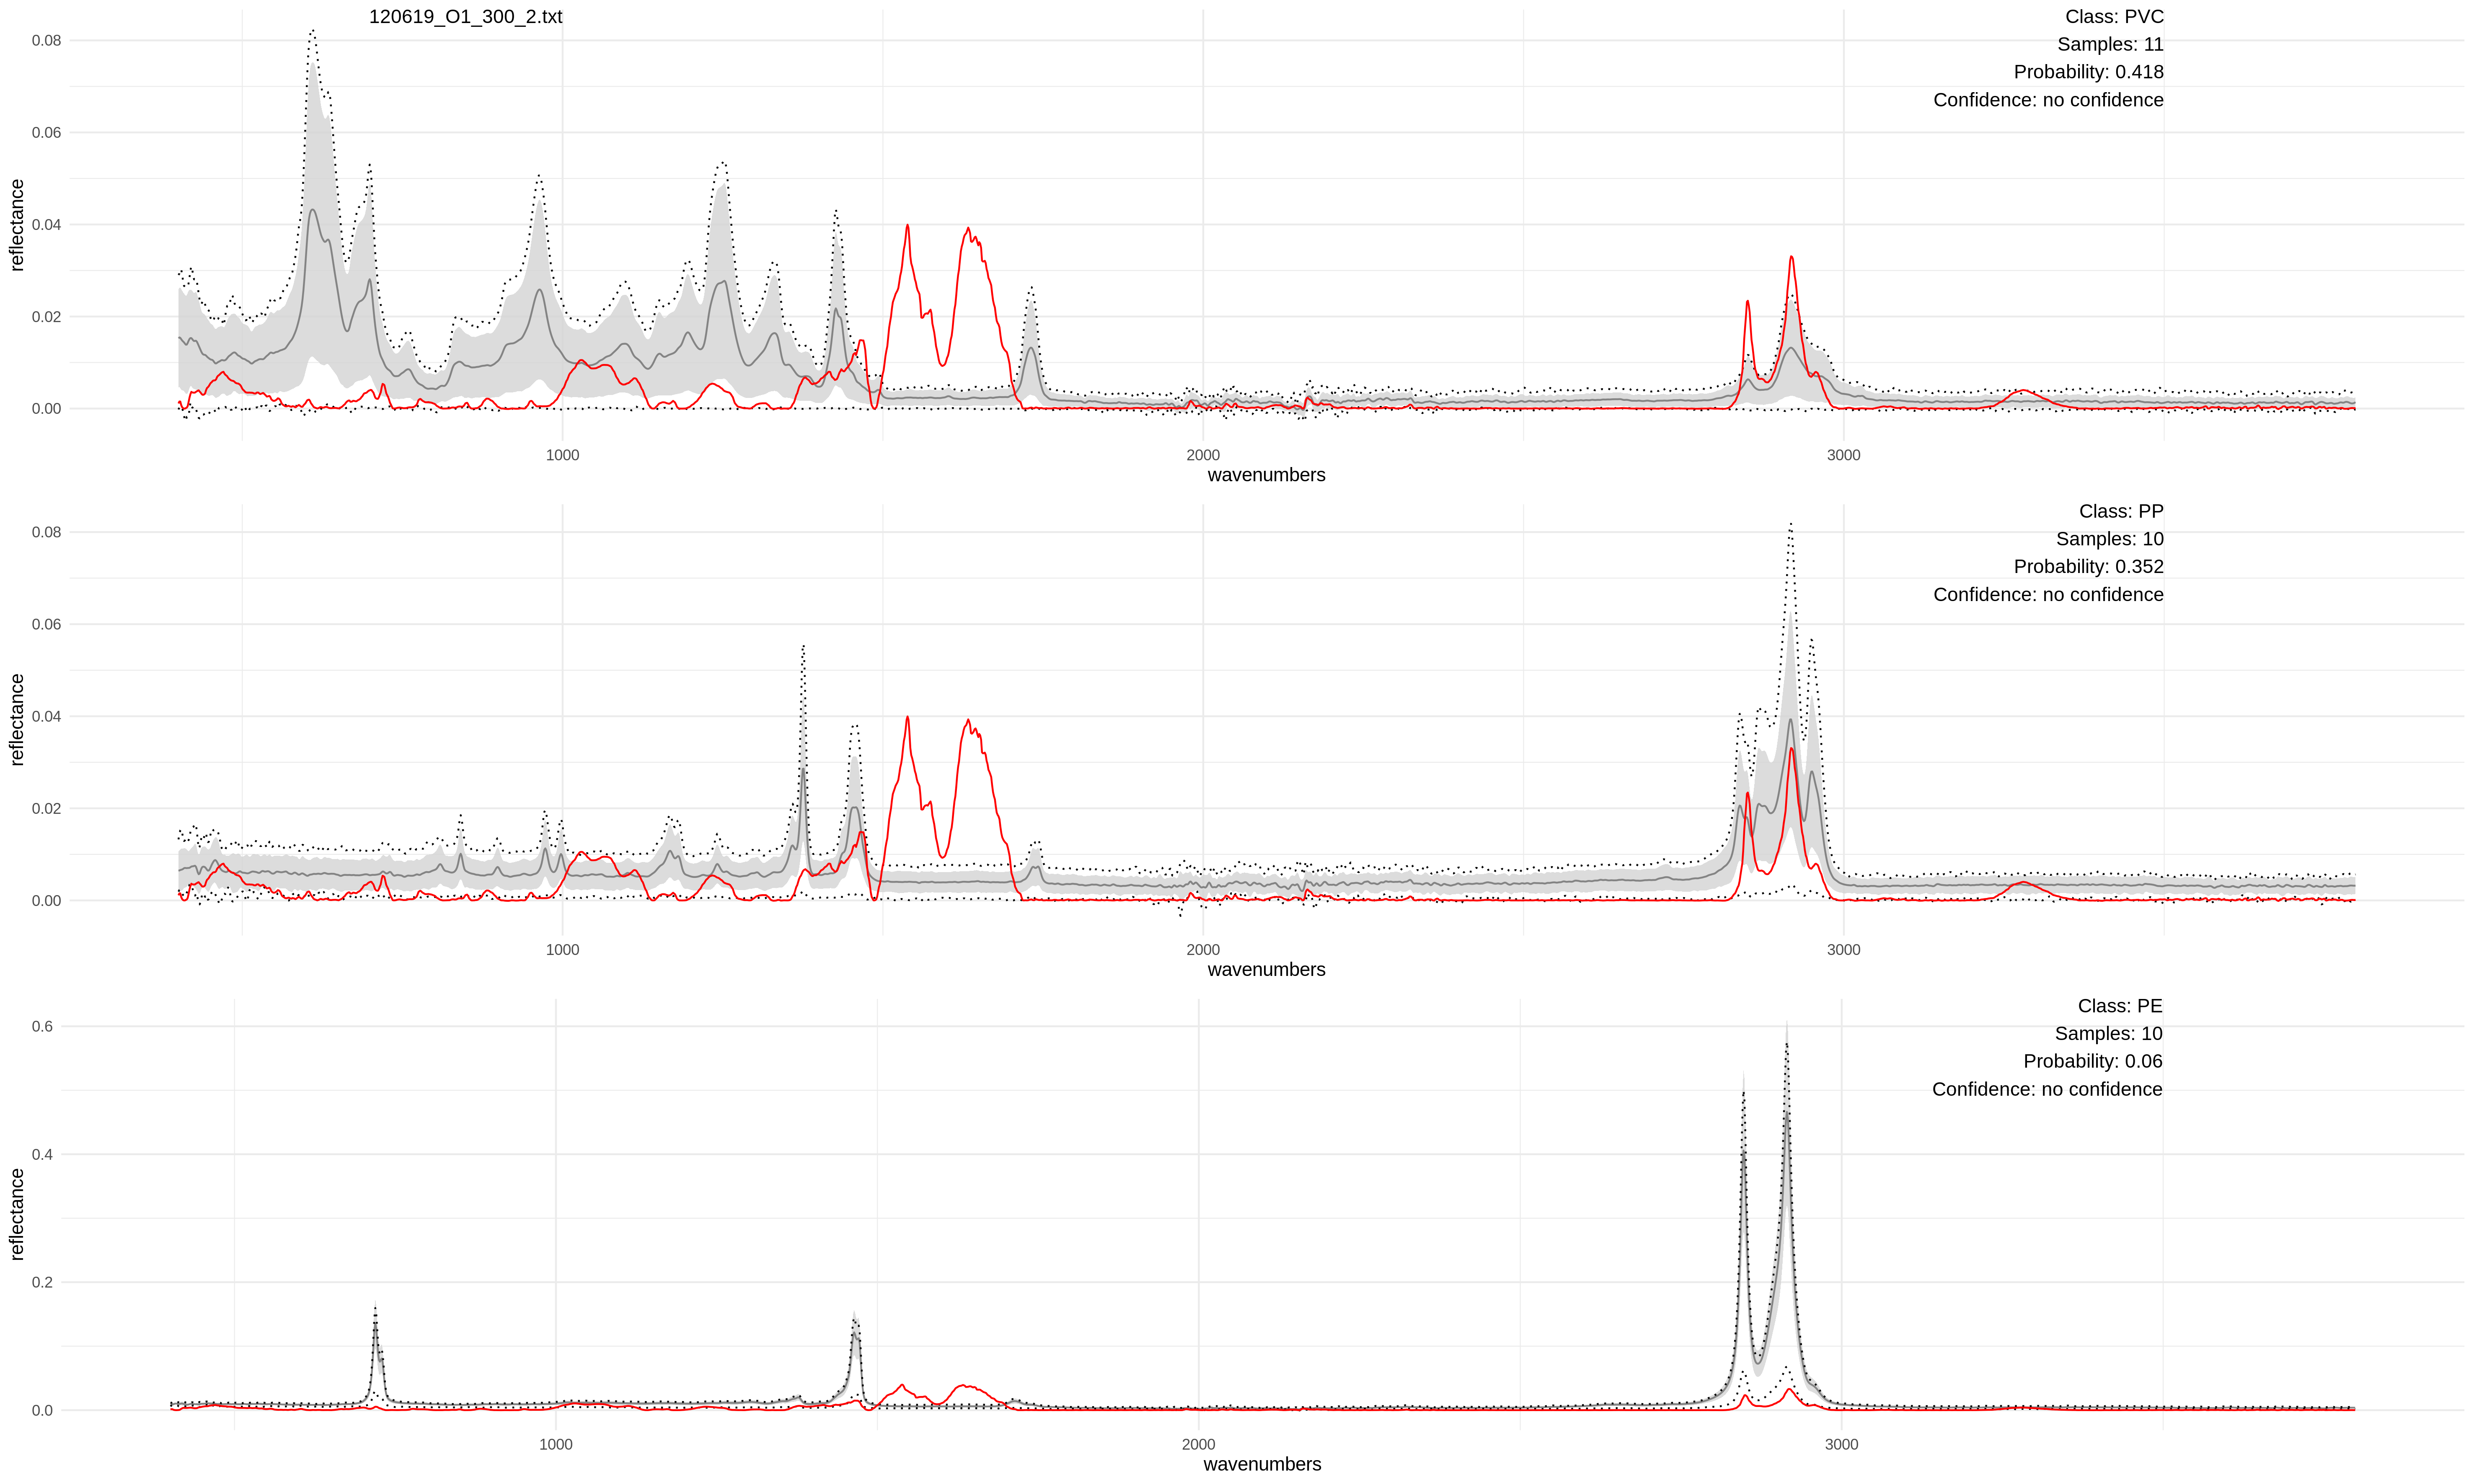 120619_O1_300_2.txt
Class: PVC
Samples: 11
Probability: 0.418
Confidence: no confidence
0.08
0.06
0.04
0.02
0.00
reflectance
1000
2000
3000
wavenumbers
Class: PP
Samples: 10
Probability: 0.352
Confidence: no confidence
0.08
0.06
0.04
0.02
0.00
reflectance
1000
2000
3000
wavenumbers
Class: PE
Samples: 10
Probability: 0.06
Confidence: no confidence
0.6
0.4
0.2
0.0
reflectance
1000
2000
3000
wavenumbers